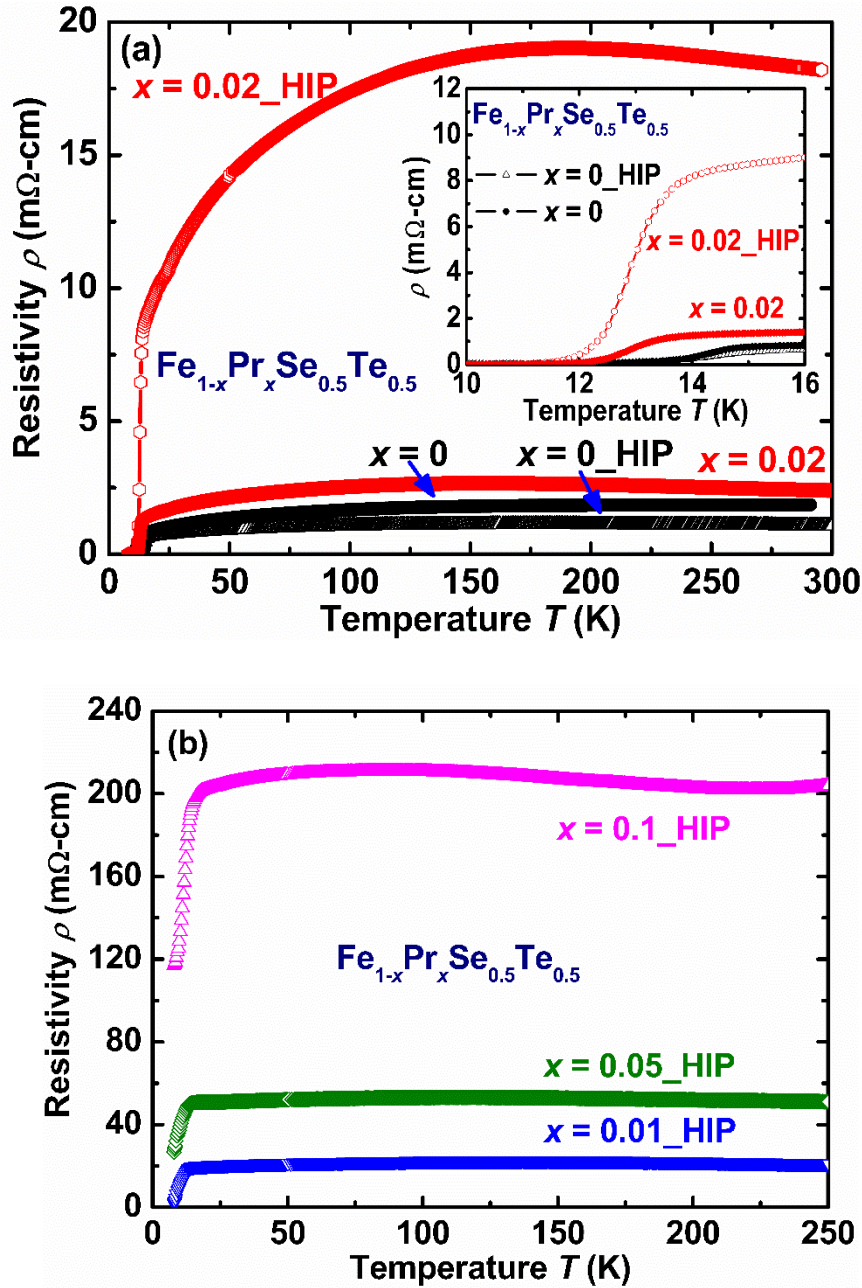 (a)
x = 0.02_HIP
Fe1-xPrxSe0.5Te0.5
x = 0
x = 0_HIP
x = 0.02
Resistivity ρ (mΩ-cm)
20
15
10
5
0
0 50 100 150 200 250 300
Temperature T (K)
Fe1-xPrxSe0.5Te0.5
x = 0_HIP
x = 0
x = 0.02_HIP
x = 0.02
ρ (mΩ-cm)
12
10
8
6
4
2
0
10 12 14 16
Temperature T (K)
(b)
x = 0.1_HIP
Fe1-xPrxSe0.5Te0.5
x = 0.05_HIP
x = 0.01_HIP
Resistivity ρ (mΩ-cm)
240
200
160
120
80
40
0
0 50 100 150 200 250
Temperature T (K)